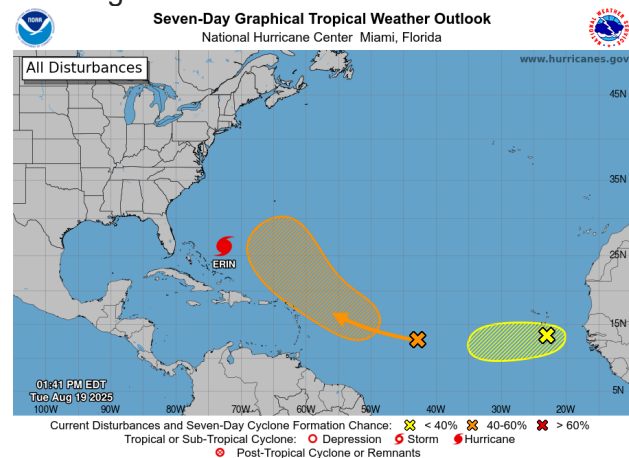 Seven-Day Graphical Tropical Weather Outlook
National Hurricane Center Miami, Florida
NOAA
All Disturbances
www.hurricanes.gov
45N
35N
25N
15N
5N
ERIN
01:41 PM EDT
Tue Aug 19 2025
100W 90W 80W 70W 60W 50W 40W 30W 20W
Current Disturbances and Seven-Day Cyclone Formation Chance: < 40% 40-60% > 60%
Tropical or Sub-Tropical Cyclone: Depression Storm Hurricane
Post-Tropical Cyclone or Remnants